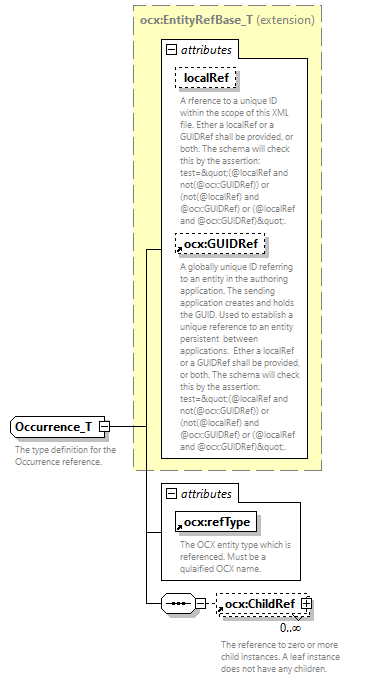 ocx:EntityRefBase_T (extension)
attributes
localRef
A rference to a unique ID
within the scope of this XML
file. Ether a localRef or a
GUIDRef shall be provided, or
both. The schema will check
this by the assertion:
test=&quot;(@localRef and
not(@ocx:GUIDRef)) or
(not(@localRef) and
@ocx:GUIDRef) or (@localRef
and @ocx:GUIDRef)&quot;.
ocx:GUIDRef
A globally unique ID referring
to an entity in the authoring
application. The sending
application creates and holds
the GUID. Used to establish a
unique reference to an entity
persistent between
applications. Ether a localRef
or a GUIDRef shall be provided,
or both. The schema will check
this by the assertion:
test=&quot;(@localRef and
not(@ocx:GUIDRef)) or
(not(@localRef) and
@ocx:GUIDRef) or (@localRef
and @ocx:GUIDRef)&quot;.
Occurrence_T
The type definition for the
Occurrence reference.
attributes
ocx:refType
The OCX entity type which is
referenced. Must be a
qulaified OCX name.
ocx:ChildRef
0..∞
The reference to zero or more
child instances. A leaf instance
does not have any children.